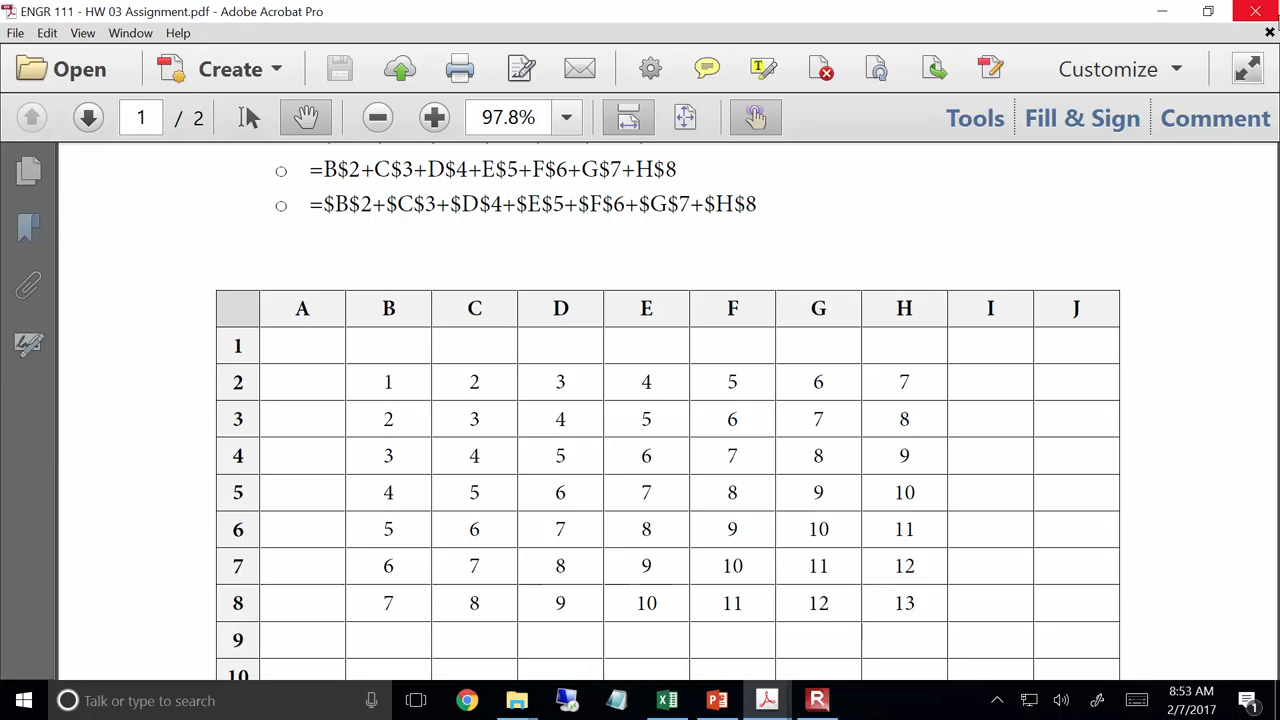 ENGR 111 - HW 03 Assignment.pdf - Adobe Acrobat Pro
File Edit View Window Help
Open Create Customize
1 / 2 97.8% Tools Fill & Sign Comment
=B$2+C$3+D$4+E$5+F$6+G$7+H$8
=$B$2+$C$3+$D$4+$E$5+$F$6+$G$7+$H$8
A B C D E F G H I J
1
2 1 2 3 4 5 6 7
3 2 3 4 5 6 7 8
4 3 4 5 6 7 8 9
5 4 5 6 7 8 9 10
6 5 6 7 8 9 10 11
7 6 7 8 9 10 11 12
8 7 8 9 10 11 12 13
9
10
Talk or type to search
8:53 AM
2/7/2017
1